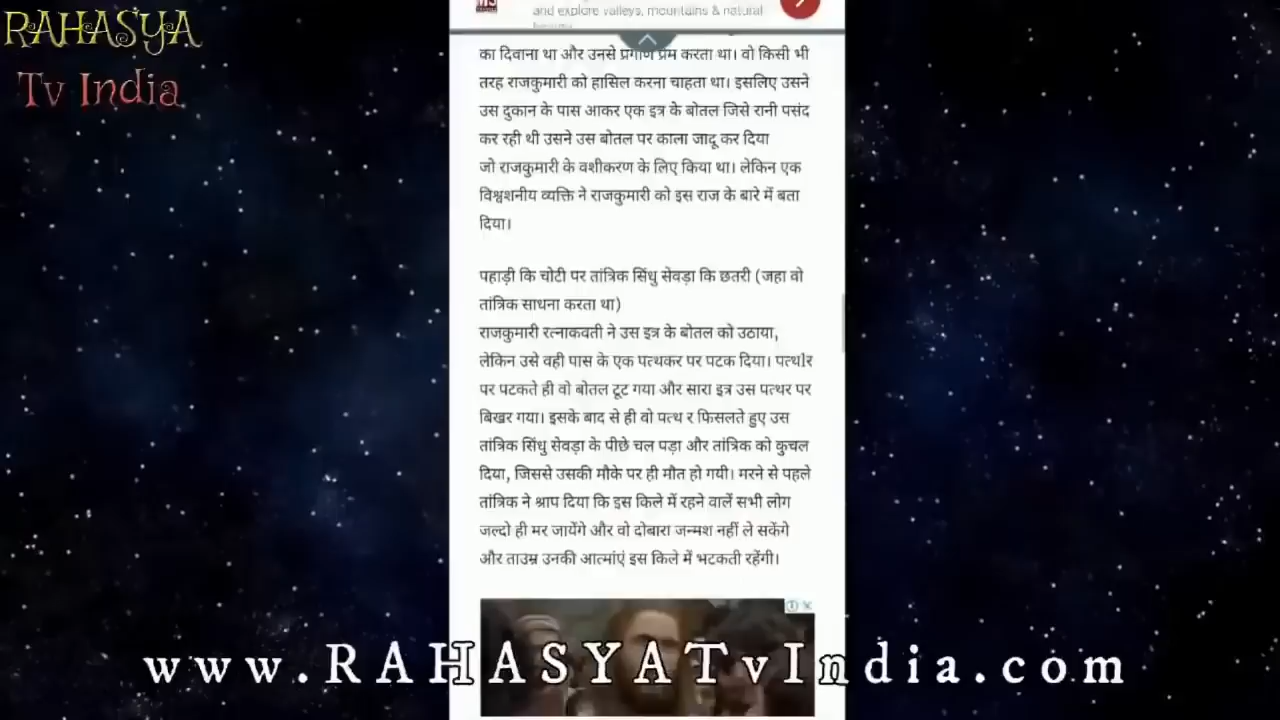 RAHASYA
Tv India
and explore valleys, mountains & natural
का दिवाना था और उनसे प्रगाण प्रेम करता था। वो किसी भी
तरह राजकुमारी को हासिल करना चाहता था। इसलिए उसने
उस दुकान के पास आकर एक इत्र के बोतल जिसे रानी पसंद
कर रही थी उसने उस बोतल पर काला जादू कर दिया
जो राजकुमारी के वशीकरण के लिए किया था। लेकिन एक
विश्वशनीय व्यक्ति ने राजकुमारी को इस राज के बारे में बता
दिया।
पहाड़ी कि चोटी पर तांत्रिक सिंधु सेवड़ा कि छतरी (जहा वो
तांत्रिक साधना करता था)
राजकुमारी रत्नाकवती ने उस इत्र के बोतल को उठाया,
लेकिन उसे वही पास के एक पत्थकर पर पटक दिया। पत्थlर
पर पटकते ही वो बोतल टूट गया और सारा इत्र उस पत्थर पर
बिखर गया। इसके बाद से ही वो पत्थ र फिसलते हुए उस
तांत्रिक सिंधु सेवड़ा के पीछे चल पड़ा और तांत्रिक को कुचल
दिया, जिससे उसकी मौके पर ही मौत हो गयी। मरने से पहले
तांत्रिक ने श्राप दिया कि इस किले में रहने वालें सभी लोग
जल्दो ही मर जायेंगे और वो दोबारा जन्मश नहीं ले सकेंगे
और ताउम्र उनकी आत्मांएं इस किले में भटकती रहेंगी।
www.RAHASYATvIndia.com